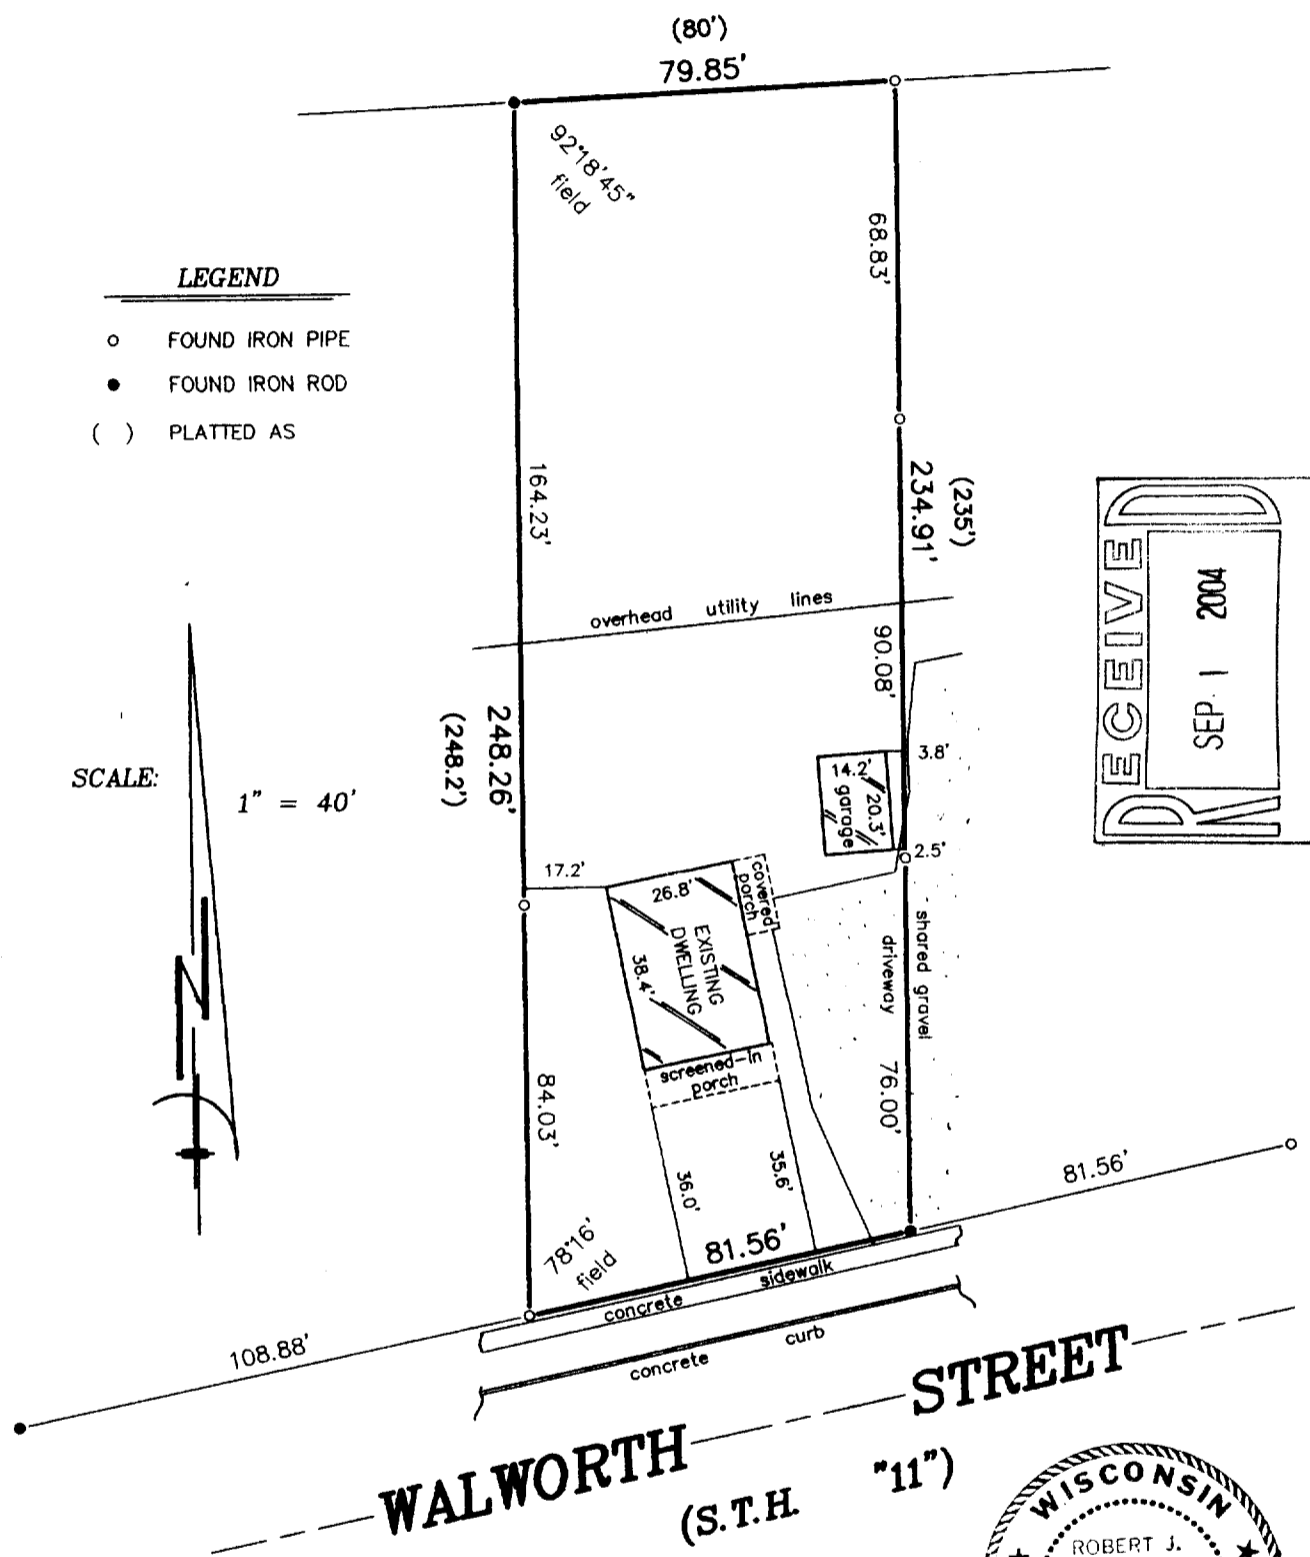 (80')
79.85'
92°18'45"
field
68.83'
LEGEND
FOUND IRON PIPE
FOUND IRON ROD
( ) PLATTED AS
164.23'
(235')
234.91'
RECEIVED
SEP 1 2004
overhead utility lines
90.08'
248.26'
(248.2')
SCALE:
1" = 40'
N
3.8'
14.2'
20.3'
garage
2.5'
17.2'
26.8'
covered
porch
EXISTING
DWELLING
38.4'
shared gravel
driveway
screened-in
porch
76.00'
84.03'
36.0'
35.6'
81.56'
78°16'
field
81.56'
concrete sidewalk
108.88'
concrete curb
WALWORTH STREET
(S.T.H. "11")
WISCONSIN
ROBERT J.